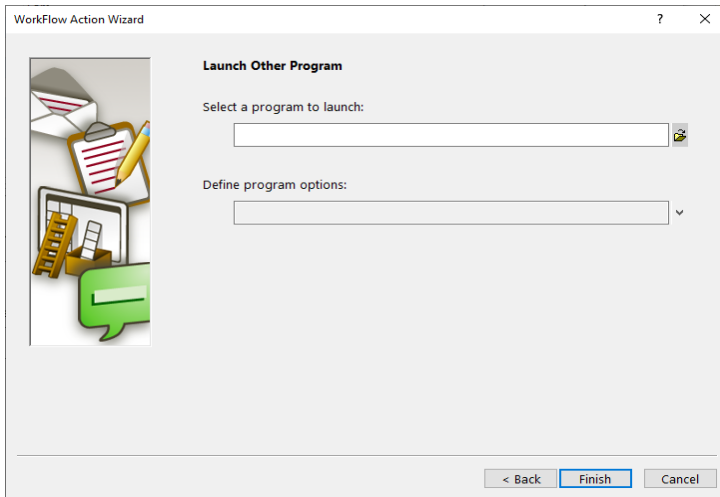 WorkFlow Action Wizard
?
Launch Other Program
Select a program to launch:
Define program options:
< Back
Finish
Cancel